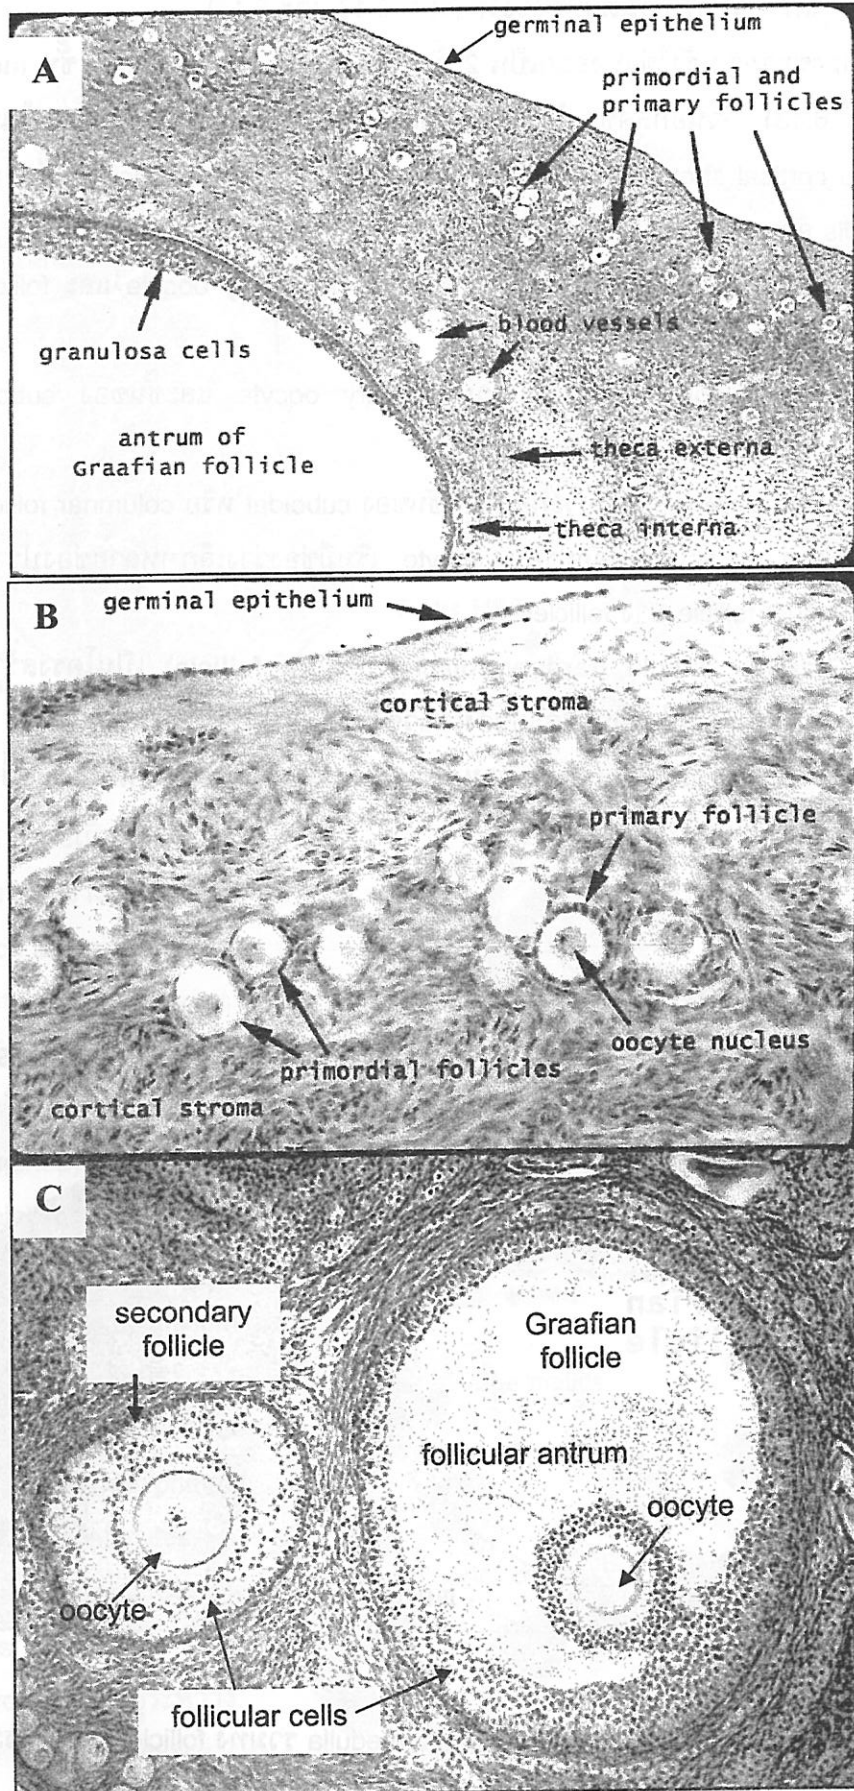 A
germinal epithelium
primordial and
primary follicles
blood vessels
granulosa cells
antrum of
Graafian follicle
theca externa
theca interna
B
germinal epithelium
cortical stroma
primary follicle
oocyte nucleus
primordial follicles
cortical stroma
C
secondary
follicle
Graafian
follicle
follicular antrum
oocyte
oocyte
follicular cells